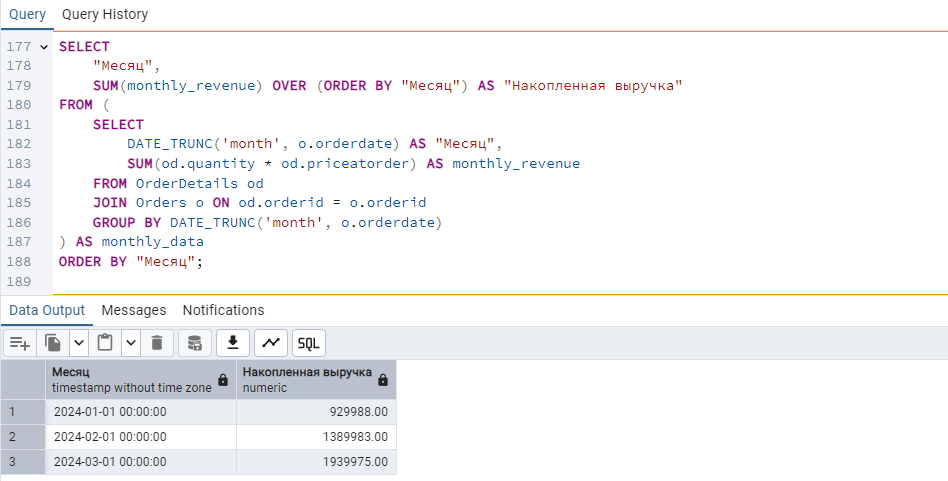 Query Query History
177 SELECT
178 "Месяц",
179 SUM(monthly_revenue) OVER (ORDER BY "Месяц") AS "Накопленная выручка"
180 FROM (
181 SELECT
182 DATE_TRUNC('month', o.orderdate) AS "Месяц",
183 SUM(od.quantity * od.priceatorder) AS monthly_revenue
184 FROM OrderDetails od
185 JOIN Orders o ON od.orderid = o.orderid
186 GROUP BY DATE_TRUNC('month', o.orderdate)
187 ) AS monthly_data
188 ORDER BY "Месяц";
189
Data Output Messages Notifications
SQL
Месяц Накопленная выручка
timestamp without time zone numeric
1 2024-01-01 00:00:00 929988.00
2 2024-02-01 00:00:00 1389983.00
3 2024-03-01 00:00:00 1939975.00